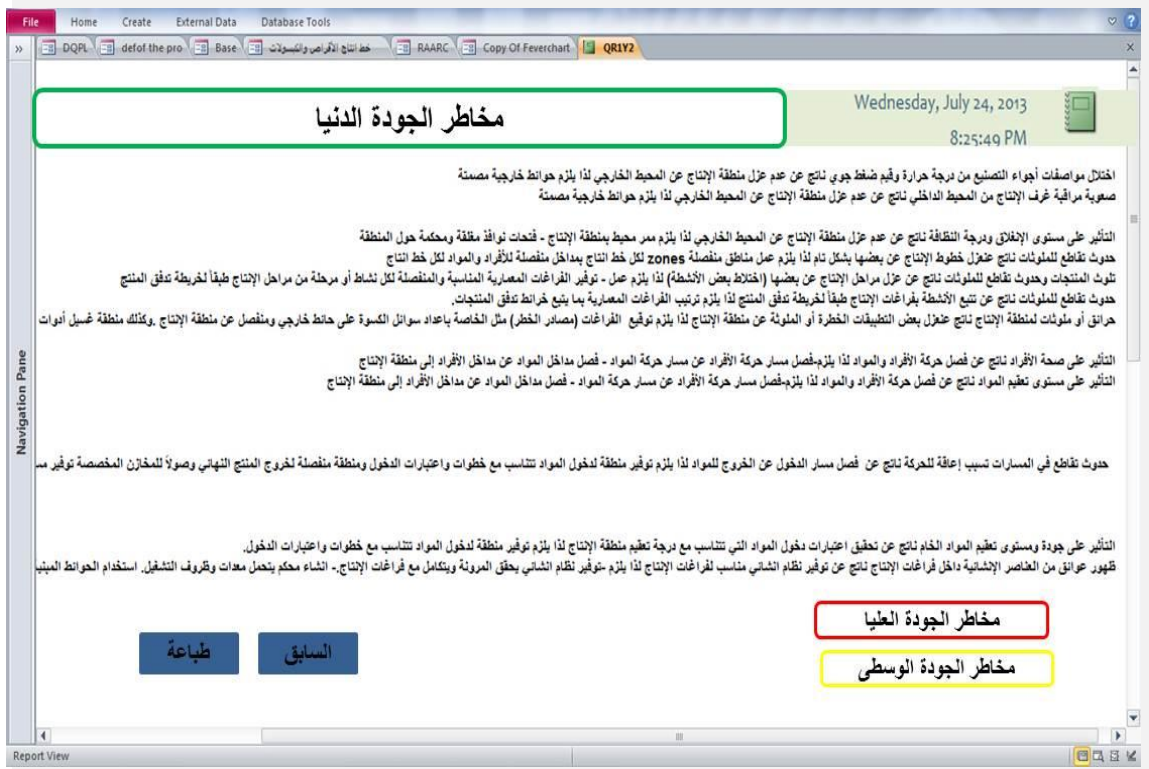 File Home Create External Data Database Tools
DQPL defof the pro Base خط انتاج الأقراص والكبسولات RAARC Copy Of Feverchart QR1Y2
مخاطر الجودة الدنيا
Wednesday, July 24, 2013
8:25:49 PM
اختلال مواصفات أجواء التصنيع من درجة حرارة وقيم ضغط جوي ناتج عن عدم عزل منطقة الإنتاج عن المحيط الخارجي لذا يلزم حوائط خارجية مصمتة
صعوبة مراقبة غرف الإنتاج من المحيط الداخلي ناتج عن عدم عزل منطقة الإنتاج عن المحيط الخارجي لذا يلزم حوائط خارجية مصمتة
التأثير على مستوى الإنغلاق ودرجة النظافة ناتج عن عدم عزل منطقة الإنتاج عن المحيط الخارجي لذا يلزم ممر محيط بمنطقة الإنتاج - فتحات نوافذ مغلقة ومحكمة حول المنطقة
حدوث تقاطع للملوثات ناتج عنعزل خطوط الإنتاج عن بعضها بشكل تام لذا يلزم عمل مناطق منفصلة zones لكل خط انتاج بمداخل منفصلة للأفراد والمواد لكل خط انتاج
تلوث المنتجات وحدوث تقاطع للملوثات ناتج عن عزل مراحل الإنتاج عن بعضها (اختلاط بعض الأنشطة) لذا يلزم عمل - توفير الفراغات المعمارية المناسبة والمنفصلة لكل نشاط أو مرحلة من مراحل الإنتاج طبقاً لخريطة تدفق المنتج
حدوث تقاطع للملوثات ناتج عن تتبع الأنشطة بفراغات الإنتاج طبقاً لخريطة تدفق المنتج لذا يلزم ترتيب الفراغات المعمارية بما يتبع خرائط تدفق المنتجات.
حرائق أو ملوثات لمنطقة الإنتاج ناتج عنعزل بعض التطبيقات الخطرة أو الملوثة عن منطقة الإنتاج لذا يلزم توقيع الفراغات (مصادر الخطر) مثل الخاصة باعداد سوائل الكسوة على حائط خارجي ومنفصل عن منطقة الإنتاج .وكذلك منطقة غسيل أدوات
التأثير على صحة الأفراد ناتج عن فصل حركة الأفراد والمواد لذا يلزم-فصل مسار حركة الأفراد عن مسار حركة المواد - فصل مداخل المواد عن مداخل الأفراد إلى منطقة الإنتاج
التأثير على مستوى تعقيم المواد ناتج عن فصل حركة الأفراد والمواد لذا يلزم-فصل مسار حركة الأفراد عن مسار حركة المواد - فصل مداخل المواد عن مداخل الأفراد إلى منطقة الإنتاج
حدوث تقاطع في المسارات تسبب إعاقة للحركة ناتج عن فصل مسار الدخول عن الخروج للمواد لذا يلزم توفير منطقة لدخول المواد تتناسب مع خطوات واعتبارات الدخول ومنطقة منفصلة لخروج المنتج النهائي وصولاً للمخازن المخصصة توفير
التأثير على جودة ومستوى تعقيم المواد الخام ناتج عن تحقيق اعتبارات دخول المواد التي تتناسب مع درجة تعقيم منطقة الإنتاج لذا يلزم توفير منطقة لدخول المواد تتناسب مع خطوات واعتبارات الدخول.
ظهور عوائق من العناصر الإنشائية داخل فراغات الإنتاج ناتج عن توفير نظام انشائي مناسب لفراغات الإنتاج لذا يلزم -توفير نظام انشائي يحقق المرونة ويتكامل مع فراغات الإنتاج.- انشاء محكم يتحمل معدات وظروف التشغيل. استخدام الحوائط
مخاطر الجودة العليا
مخاطر الجودة الوسطى
السابق
طباعة
Navigation Pane
Report View